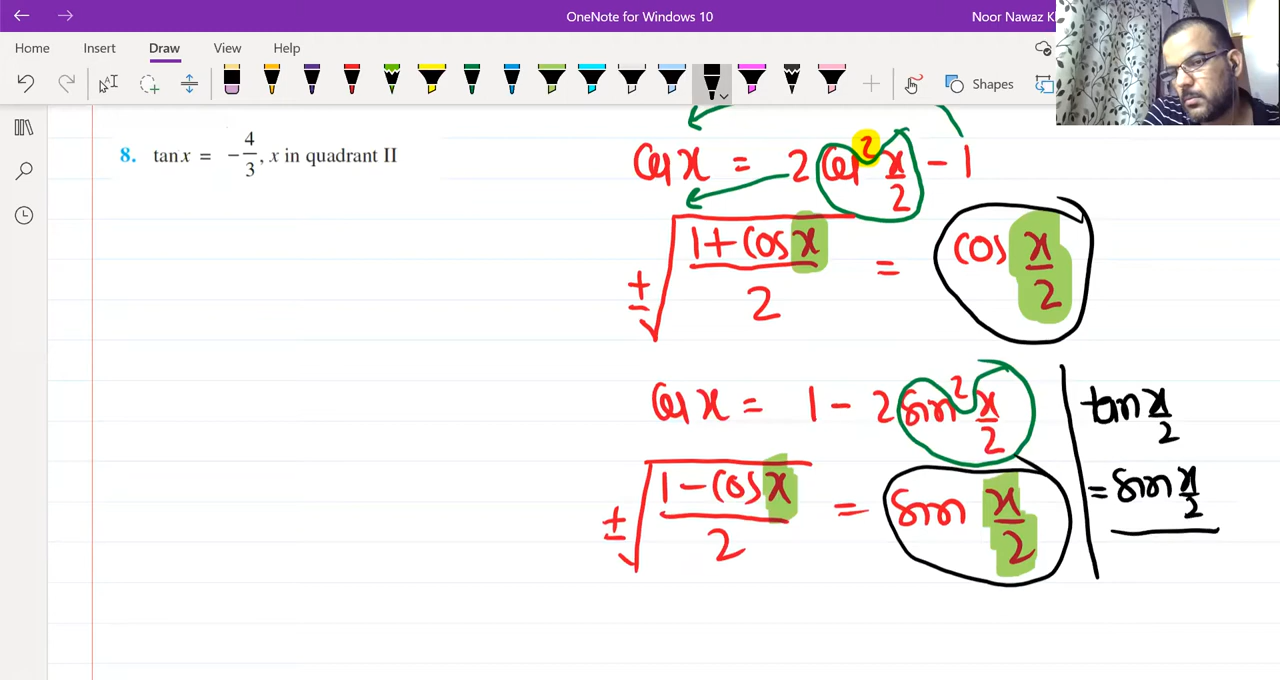 OneNote for Windows 10
Noor Nawaz K
Home Insert Draw View Help
Shapes
8. tan x = -4/3, x in quadrant II
cos x = 2 cos² x/2 - 1
± √((1 + cos x)/2) = cos x/2
cos x = 1 - 2 sin² x/2
± √((1 - cos x)/2) = sin x/2
tan x/2
= sin x/2